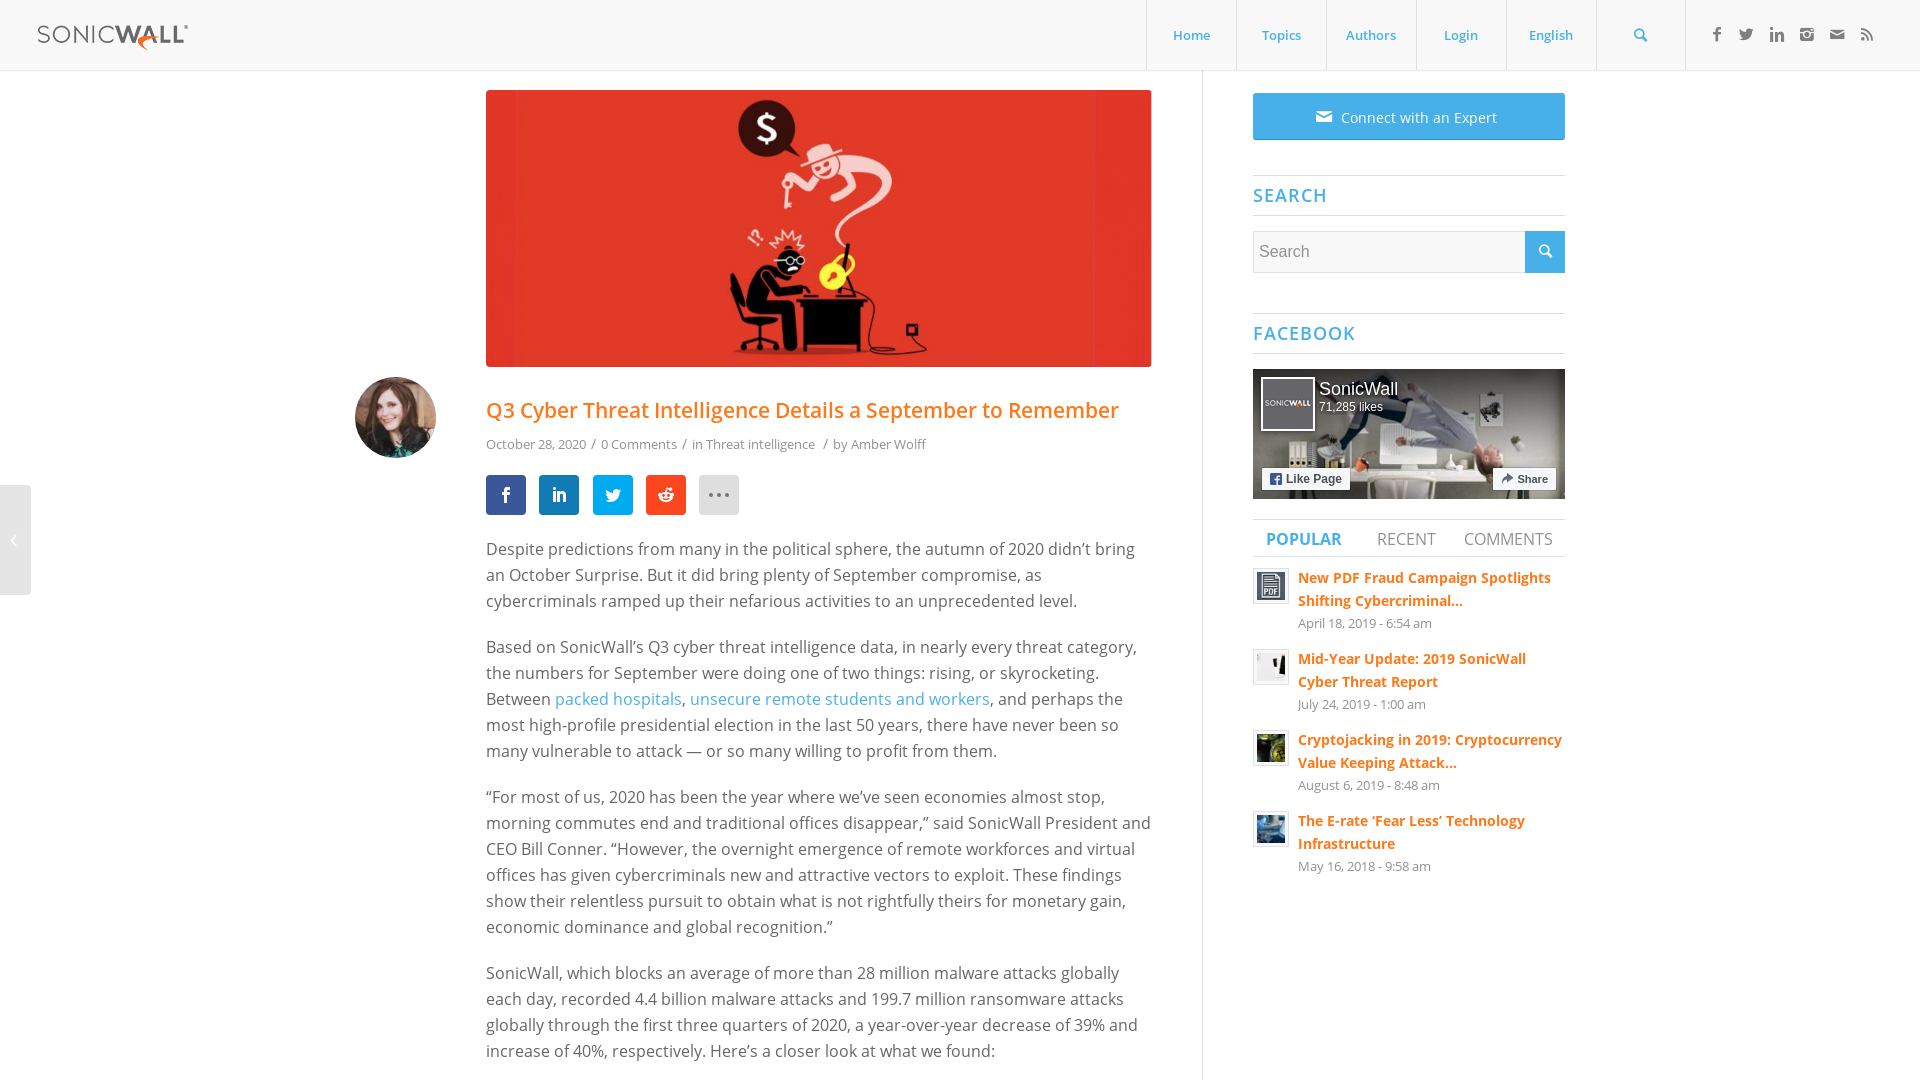 SONICWALL
Home
Topics
Authors
Login
English
$
!?
Q3 Cyber Threat Intelligence Details a September to Remember
October 28, 2020 / 0 Comments / in Threat intelligence / by Amber Wolff
Despite predictions from many in the political sphere, the autumn of 2020 didn’t bring
an October Surprise. But it did bring plenty of September compromise, as
cybercriminals ramped up their nefarious activities to an unprecedented level.
Based on SonicWall’s Q3 cyber threat intelligence data, in nearly every threat category,
the numbers for September were doing one of two things: rising, or skyrocketing.
Between packed hospitals, unsecure remote students and workers, and perhaps the
most high-profile presidential election in the last 50 years, there have never been so
many vulnerable to attack — or so many willing to profit from them.
“For most of us, 2020 has been the year where we’ve seen economies almost stop,
morning commutes end and traditional offices disappear,” said SonicWall President and
CEO Bill Conner. “However, the overnight emergence of remote workforces and virtual
offices has given cybercriminals new and attractive vectors to exploit. These findings
show their relentless pursuit to obtain what is not rightfully theirs for monetary gain,
economic dominance and global recognition.”
SonicWall, which blocks an average of more than 28 million malware attacks globally
each day, recorded 4.4 billion malware attacks and 199.7 million ransomware attacks
globally through the first three quarters of 2020, a year-over-year decrease of 39% and
increase of 40%, respectively. Here’s a closer look at what we found:
Connect with an Expert
SEARCH
Search
FACEBOOK
SONICWALL
SonicWall
71,285 likes
Like Page
Share
POPULAR
RECENT
COMMENTS
PDF
New PDF Fraud Campaign Spotlights
Shifting Cybercriminal...
April 18, 2019 - 6:54 am
Mid-Year Update: 2019 SonicWall
Cyber Threat Report
July 24, 2019 - 1:00 am
Cryptojacking in 2019: Cryptocurrency
Value Keeping Attack...
August 6, 2019 - 8:48 am
The E-rate ‘Fear Less’ Technology
Infrastructure
May 16, 2018 - 9:58 am